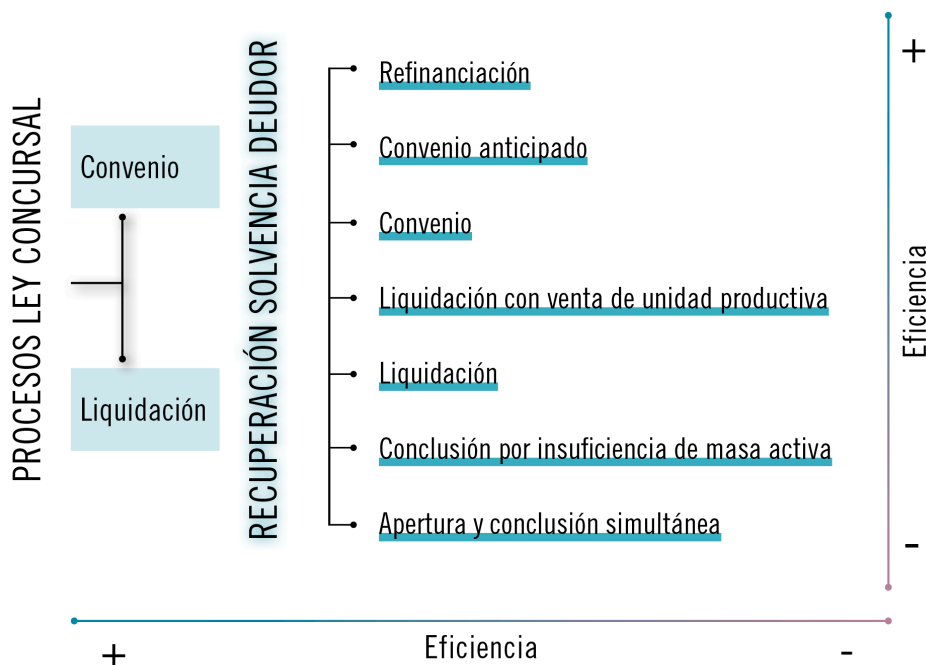 PROCESOS LEY CONCURSAL
Convenio
Liquidación
RECUPERACIÓN SOLVENCIA DEUDOR
Refinanciación
Convenio anticipado
Convenio
Liquidación con venta de unidad productiva
Liquidación
Conclusión por insuficiencia de masa activa
Apertura y conclusión simultánea
+
Eficiencia
-
+
Eficiencia
-